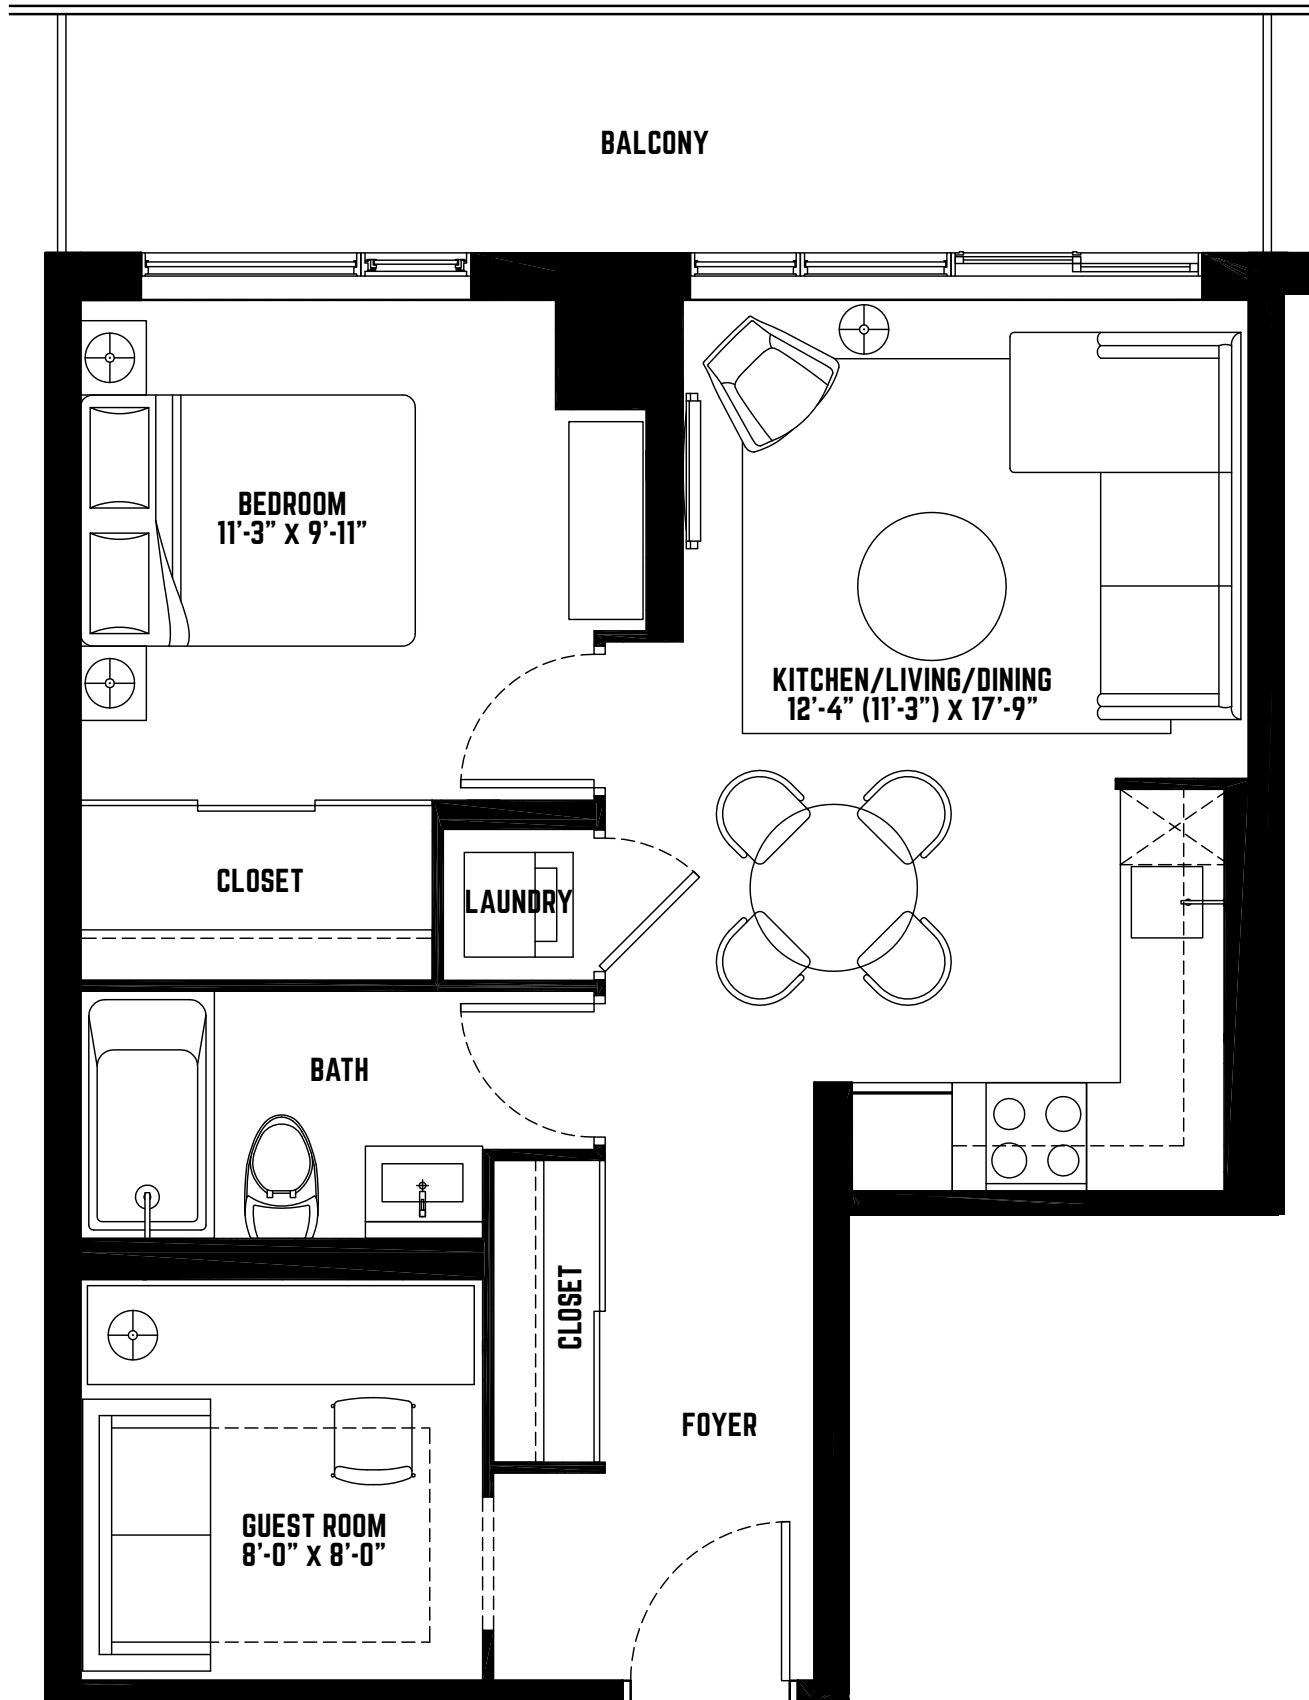 BALCONY
BEDROOM
11'-3" X 9'-11"
KITCHEN/LIVING/DINING
12'-4" (11'-3") X 17'-9"
CLOSET
LAUNDRY
BATH
CLOSET
FOYER
GUEST ROOM
8'-0" X 8'-0"